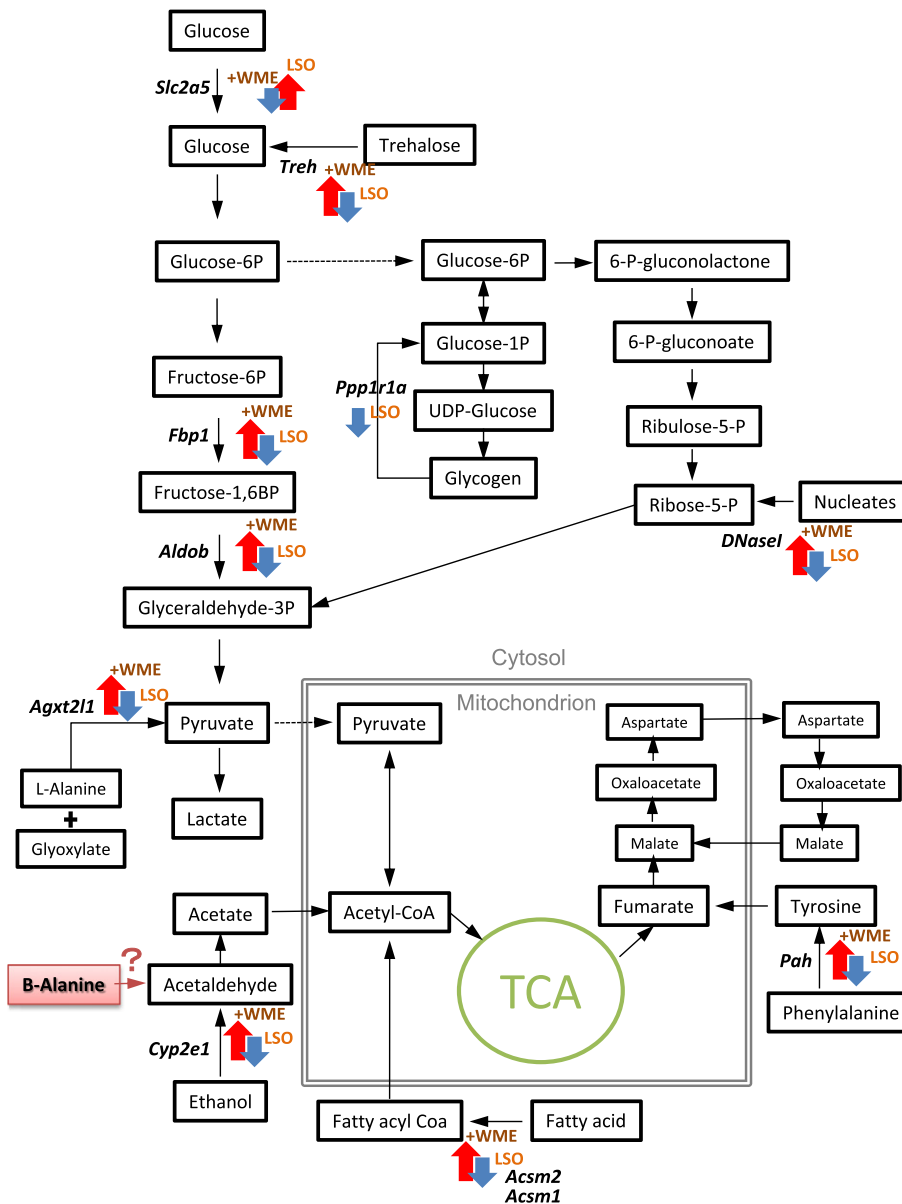 Glucose
LSO
+WME
Slc2a5
Glucose
Trehalose
Treh
+WME
LSO
Glucose-6P
Glucose-6P
6-P-gluconolactone
Glucose-1P
6-P-gluconoate
Fructose-6P
Ppp1r1a
LSO
UDP-Glucose
Ribulose-5-P
+WME
Fbp1
LSO
Glycogen
Fructose-1,6BP
Ribose-5-P
Nucleates
+WME
Aldob
LSO
DNaseI
+WME
LSO
Glyceraldehyde-3P
Cytosol
Mitochondrion
+WME
Agxt2l1
LSO
Pyruvate
Pyruvate
Aspartate
Aspartate
L-Alanine
+
Glyoxylate
Oxaloacetate
Oxaloacetate
Lactate
Malate
Malate
Acetate
Acetyl-CoA
Fumarate
Tyrosine
?
B-Alanine
Acetaldehyde
TCA
+WME
Pah
LSO
+WME
Cyp2e1
LSO
Phenylalanine
Ethanol
Fatty acyl Coa
Fatty acid
+WME
LSO
Acsm2
Acsm1